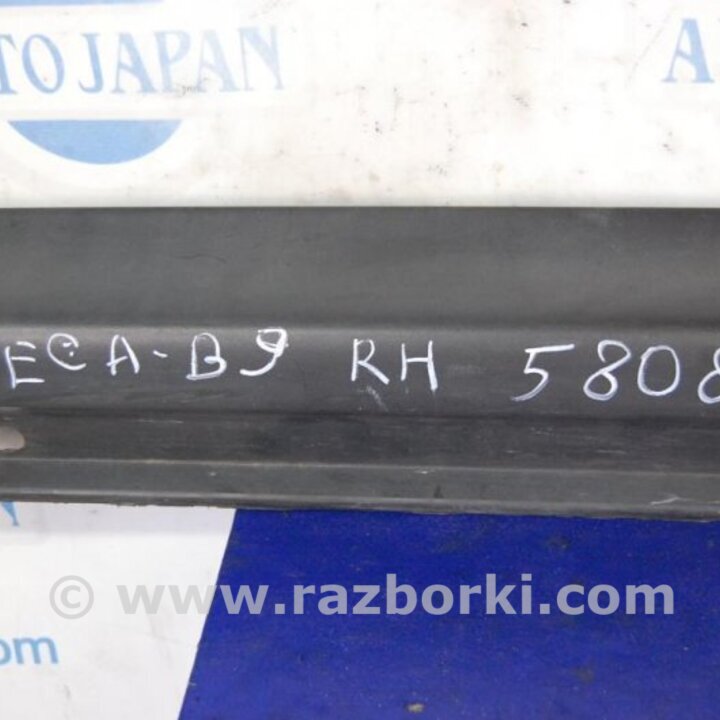 TO JAPAN
A
ECA-B9 RH 5808
© www.razborki.com
om